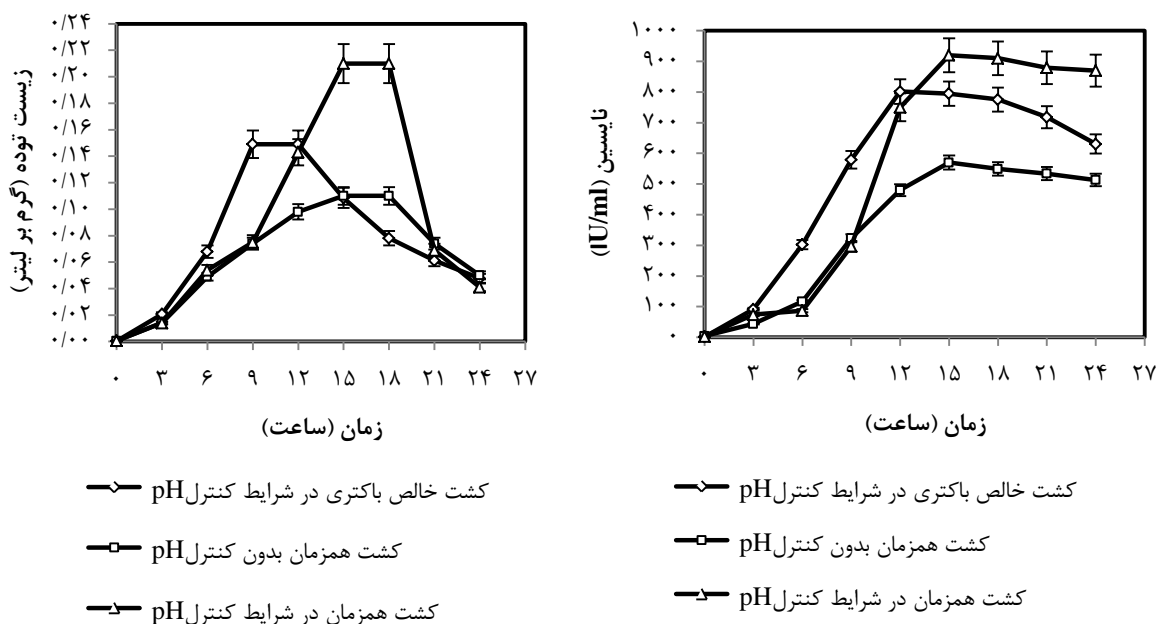 زیست توده (گرم بر لیتر)
۰/۲۴
۰/۲۲
۰/۲۰
۰/۱۸
۰/۱۶
۰/۱۴
۰/۱۲
۰/۱۰
۰/۰۸
۰/۰۶
۰/۰۴
۰/۰۲
۰/۰۰
۰ ۳ ۶ ۹ ۱۲ ۱۵ ۱۸ ۲۱ ۲۴ ۲۷
زمان (ساعت)
کشت خالص باکتری در شرایط کنترل pH
کشت همزمان بدون کنترل pH
کشت همزمان در شرایط کنترل pH
نایسین (IU/ml)
۱۰۰۰
۹۰۰
۸۰۰
۷۰۰
۶۰۰
۵۰۰
۴۰۰
۳۰۰
۲۰۰
۱۰۰
۰
۰ ۳ ۶ ۹ ۱۲ ۱۵ ۱۸ ۲۱ ۲۴ ۲۷
زمان (ساعت)
کشت خالص باکتری در شرایط کنترل pH
کشت همزمان بدون کنترل pH
کشت همزمان در شرایط کنترل pH